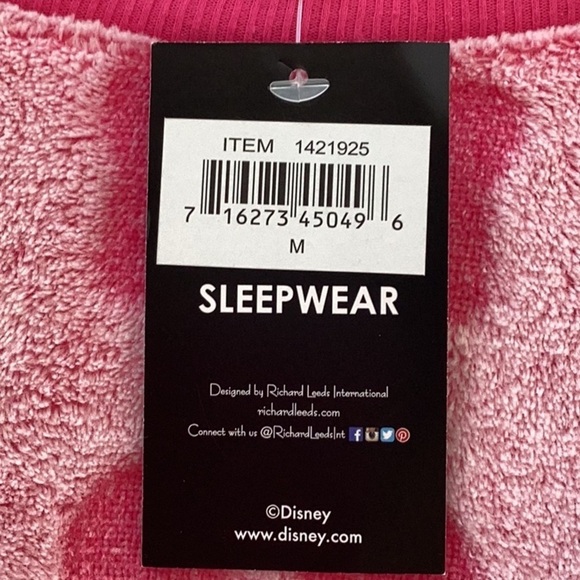 ITEM 1421925
7 16273 45049 6
M
SLEEPWEAR
Designed by Richard Leeds International
richardleeds.com
Connect with us @RichardLeedsInt
©Disney
www.disney.com